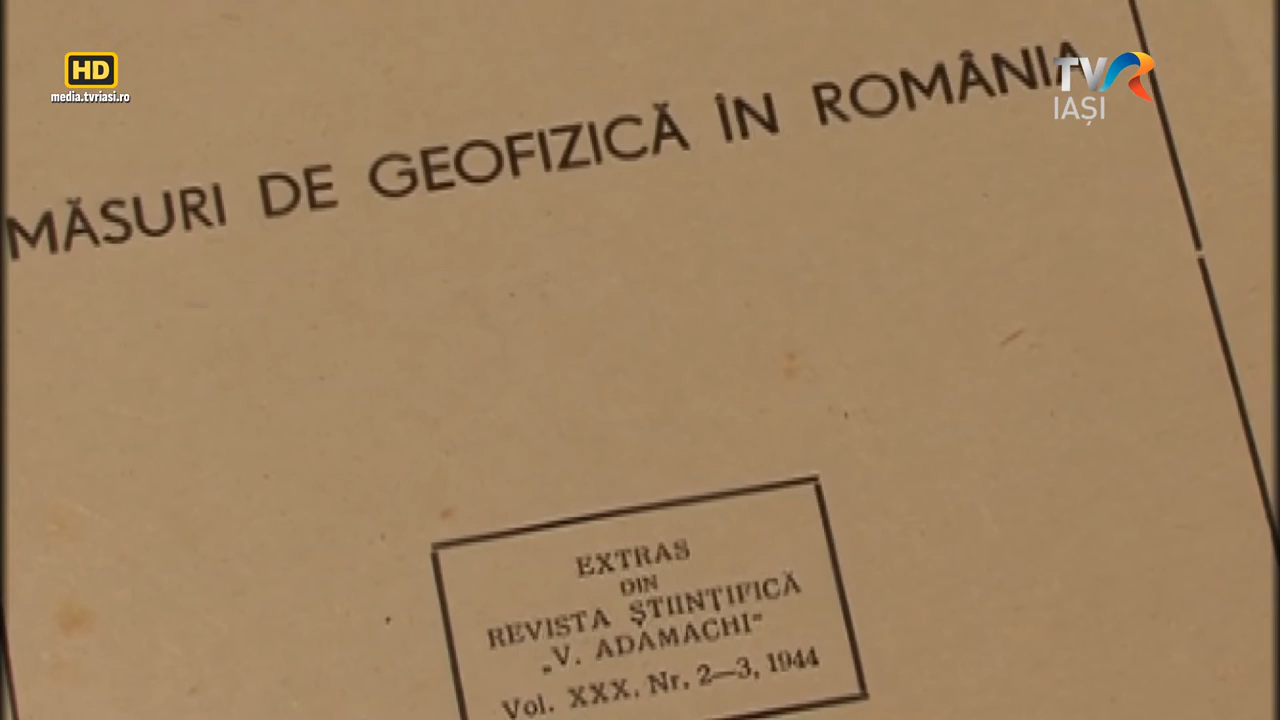 HD
media.tvriasi.ro
TVR
IAȘI
MĂSURI DE GEOFIZICĂ ÎN ROMÂNIA
EXTRAS
DIN
REVISTA ȘTIINȚIFICĂ
„V. ADAMACHI"
Vol. XXX. Nr. 2—3, 1944